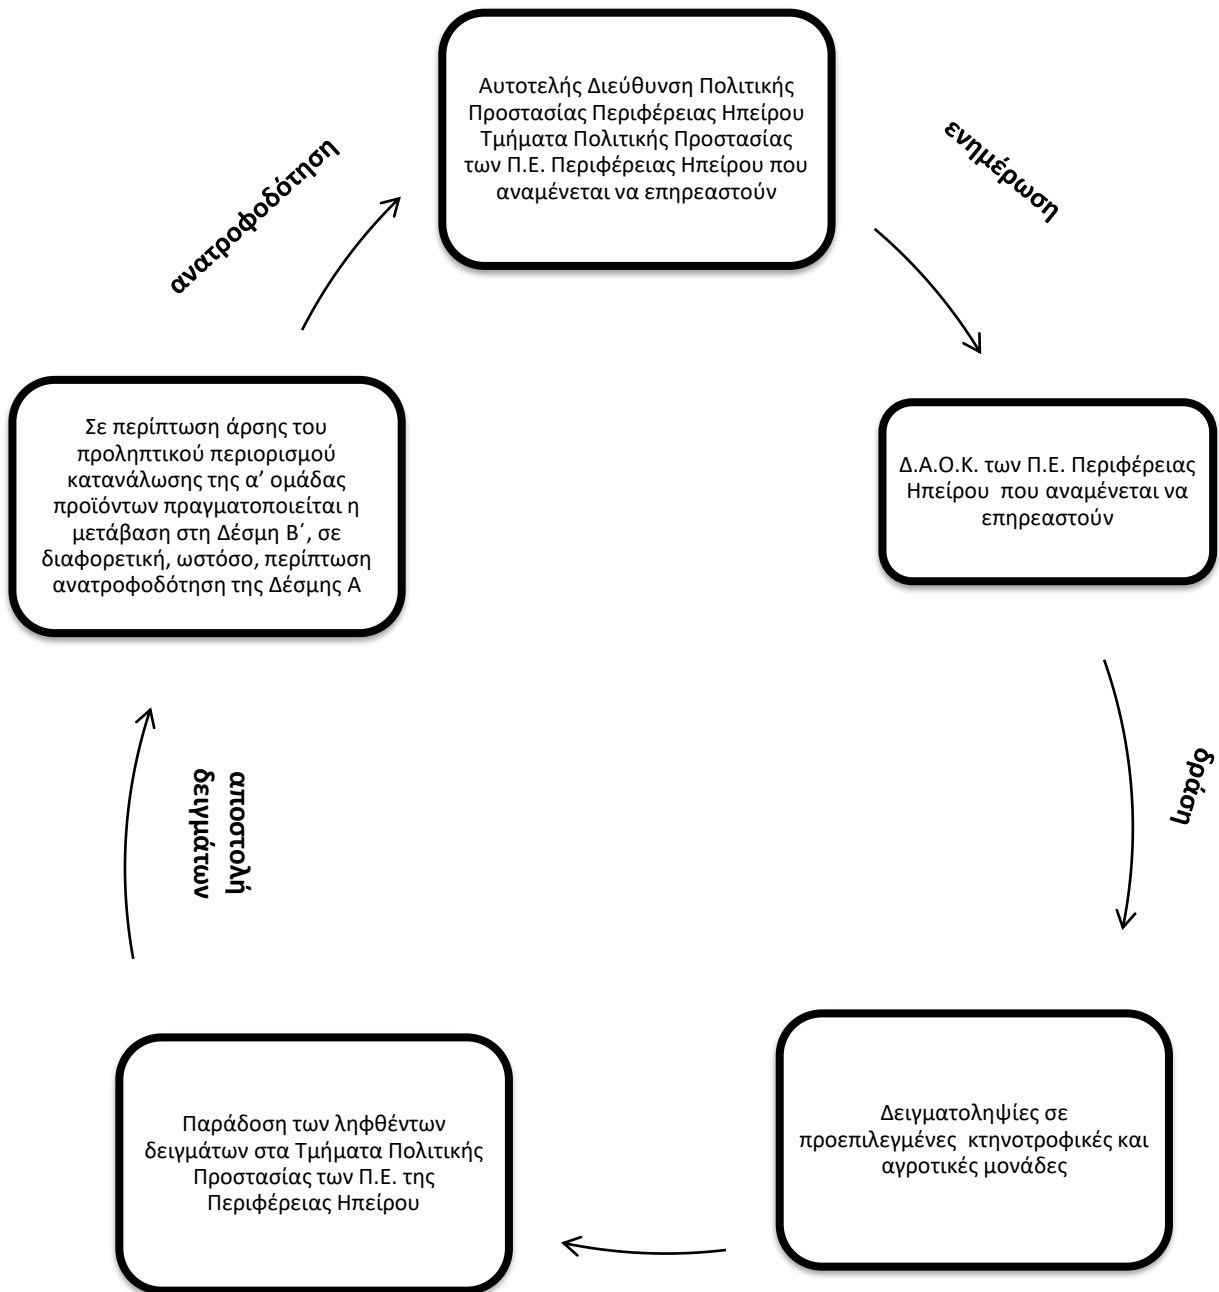 Αυτοτελής Διεύθυνση Πολιτικής
Προστασίας Περιφέρειας Ηπείρου
Τμήματα Πολιτικής Προστασίας
των Π.Ε. Περιφέρειας Ηπείρου που
αναμένεται να επηρεαστούν
ενημέρωση
Δ.Α.Ο.Κ. των Π.Ε. Περιφέρειας
Ηπείρου που αναμένεται να
επηρεαστούν
δράση
Δειγματοληψίες σε
προεπιλεγμένες κτηνοτροφικές και
αγροτικές μονάδες
Παράδοση των ληφθέντων
δειγμάτων στα Τμήματα Πολιτικής
Προστασίας των Π.Ε. της
Περιφέρειας Ηπείρου
αποστολή
δειγμάτων
Σε περίπτωση άρσης του
προληπτικού περιορισμού
κατανάλωσης της α’ ομάδας
προϊόντων πραγματοποιείται η
μετάβαση στη Δέσμη Β΄, σε
διαφορετική, ωστόσο, περίπτωση
ανατροφοδότηση της Δέσμης Α
ανατροφοδότηση